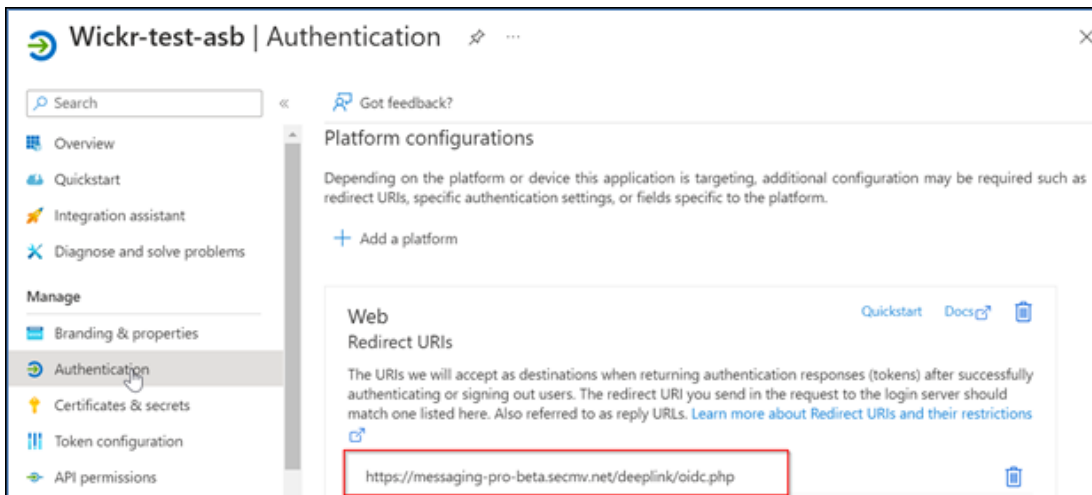 Wickr-test-asb | Authentication
Search
Got feedback?
Overview
Quickstart
Integration assistant
Diagnose and solve problems
Manage
Branding & properties
Authentication
Certificates & secrets
Token configuration
API permissions
Platform configurations
Depending on the platform or device this application is targeting, additional configuration may be required such as
redirect URIs, specific authentication settings, or fields specific to the platform.
Add a platform
Web
Quickstart
Docs
Redirect URIs
The URIs we will accept as destinations when returning authentication responses (tokens) after successfully
authenticating or signing out users. The redirect URI you send in the request to the login server should
match one listed here. Also referred to as reply URLs. Learn more about Redirect URIs and their restrictions
https://messaging-pro-beta.secmv.net/deeplink/oidc.php